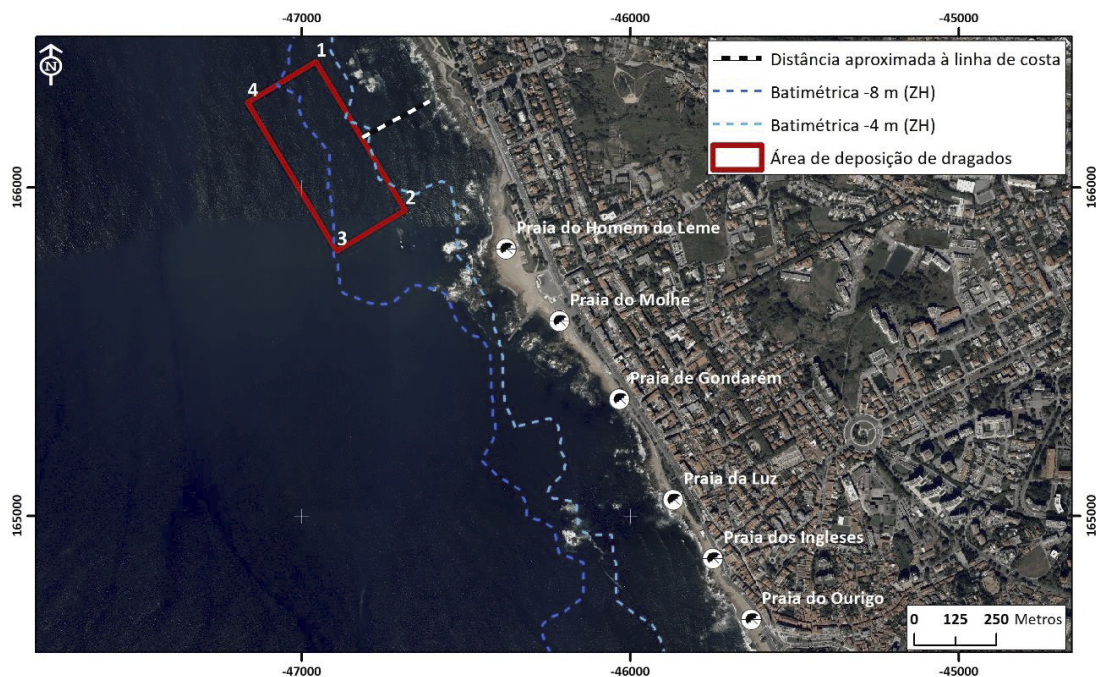 -47000
-46000
-45000
N
1
4
2
3
Distância aproximada à linha de costa
Batimétrica -8 m (ZH)
Batimétrica -4 m (ZH)
Área de deposição de dragados
166000
166000
Praia do Homem do Leme
Praia do Molhe
Praia de Gondarém
Praia da Luz
165000
165000
Praia dos Ingleses
Praia do Ourigo
0 125 250 Metros
-47000
-46000
-45000